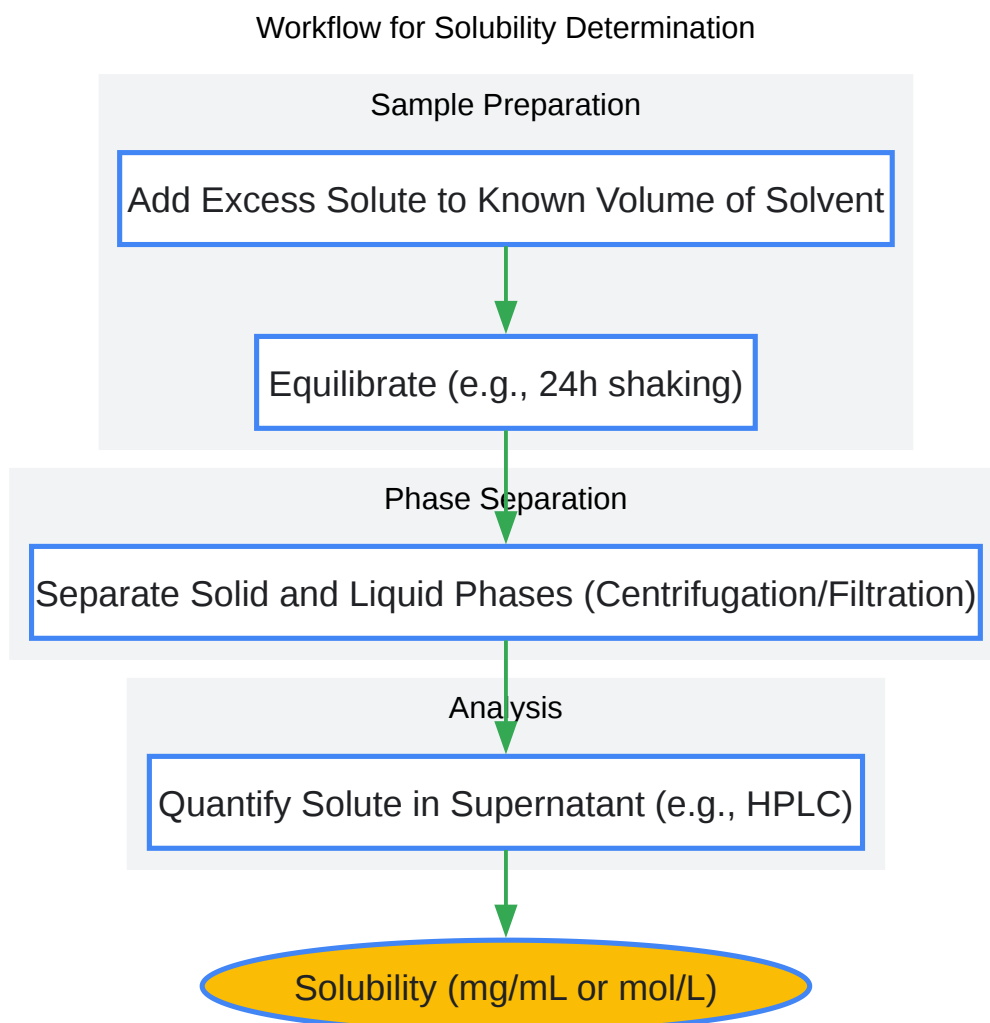 Workflow for Solubility Determination
Sample Preparation
Add Excess Solute to Known Volume of Solvent
Equilibrate (e.g., 24h shaking)
Phase Separation
Separate Solid and Liquid Phases (Centrifugation/Filtration)
Analysis
Quantify Solute in Supernatant (e.g., HPLC)
Solubility (mg/mL or mol/L)